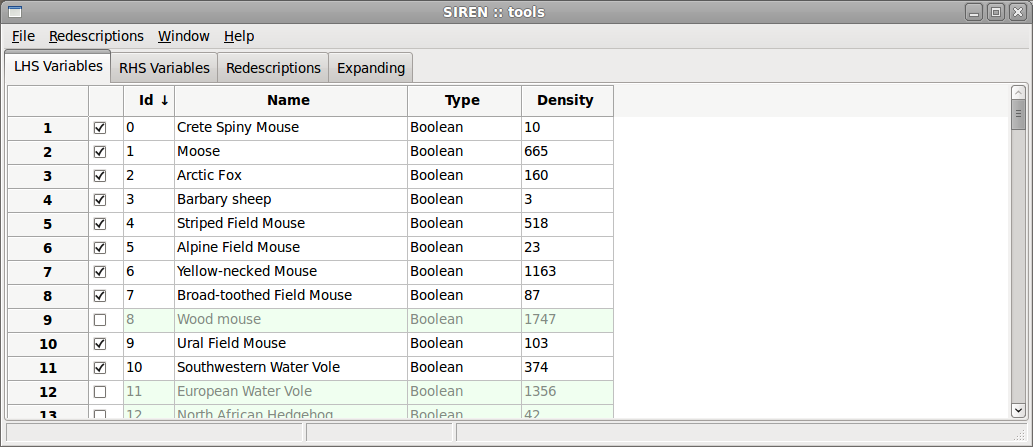 SIREN :: tools
File Redescriptions Window Help
LHS Variables RHS Variables Redescriptions Expanding
Id ↓ Name Type Density
1 0 Crete Spiny Mouse Boolean 10
2 1 Moose Boolean 665
3 2 Arctic Fox Boolean 160
4 3 Barbary sheep Boolean 3
5 4 Striped Field Mouse Boolean 518
6 5 Alpine Field Mouse Boolean 23
7 6 Yellow-necked Mouse Boolean 1163
8 7 Broad-toothed Field Mouse Boolean 87
9 8 Wood mouse Boolean 1747
10 9 Ural Field Mouse Boolean 103
11 10 Southwestern Water Vole Boolean 374
12 11 European Water Vole Boolean 1356
13 12 North African Hedgehog Boolean 42